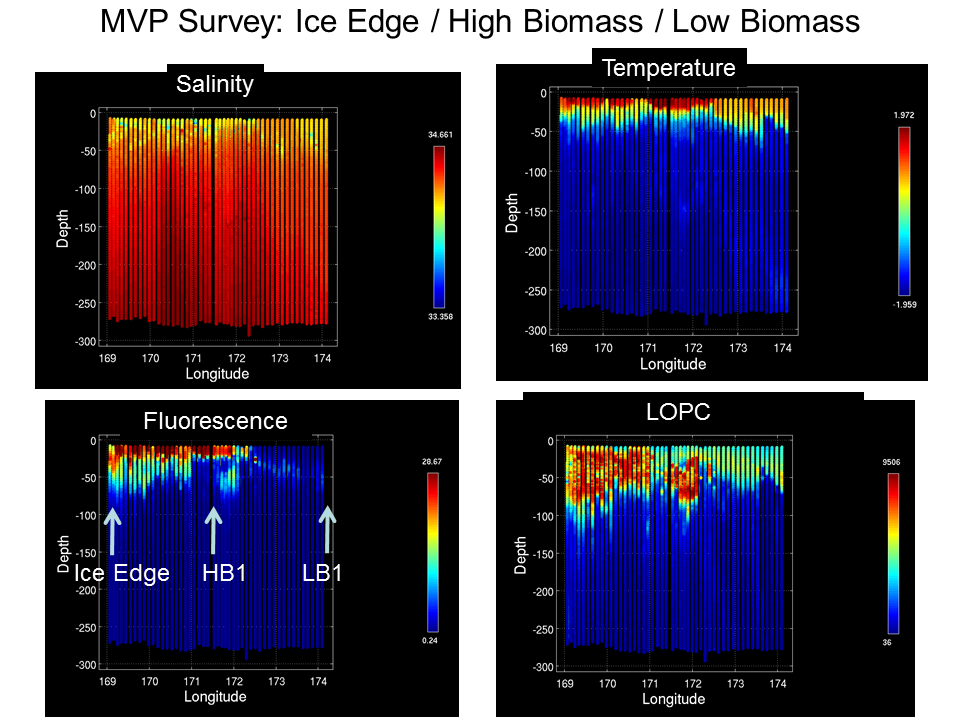 MVP Survey: Ice Edge / High Biomass / Low Biomass
Salinity
0
-50
-100
-150
-200
-250
-300
Depth
169 170 171 172 173 174
Longitude
34.661
33.358
Temperature
0
-50
-100
-150
-200
-250
-300
Depth
169 170 171 172 173 174
Longitude
1.972
-1.959
Fluorescence
0
-50
-100
-150
-200
-250
-300
Depth
Ice Edge HB1 LB1
169 170 171 172 173 174
Longitude
28.67
0.24
LOPC
0
-50
-100
-150
-200
-250
-300
Depth
169 170 171 172 173 174
Longitude
9506
36